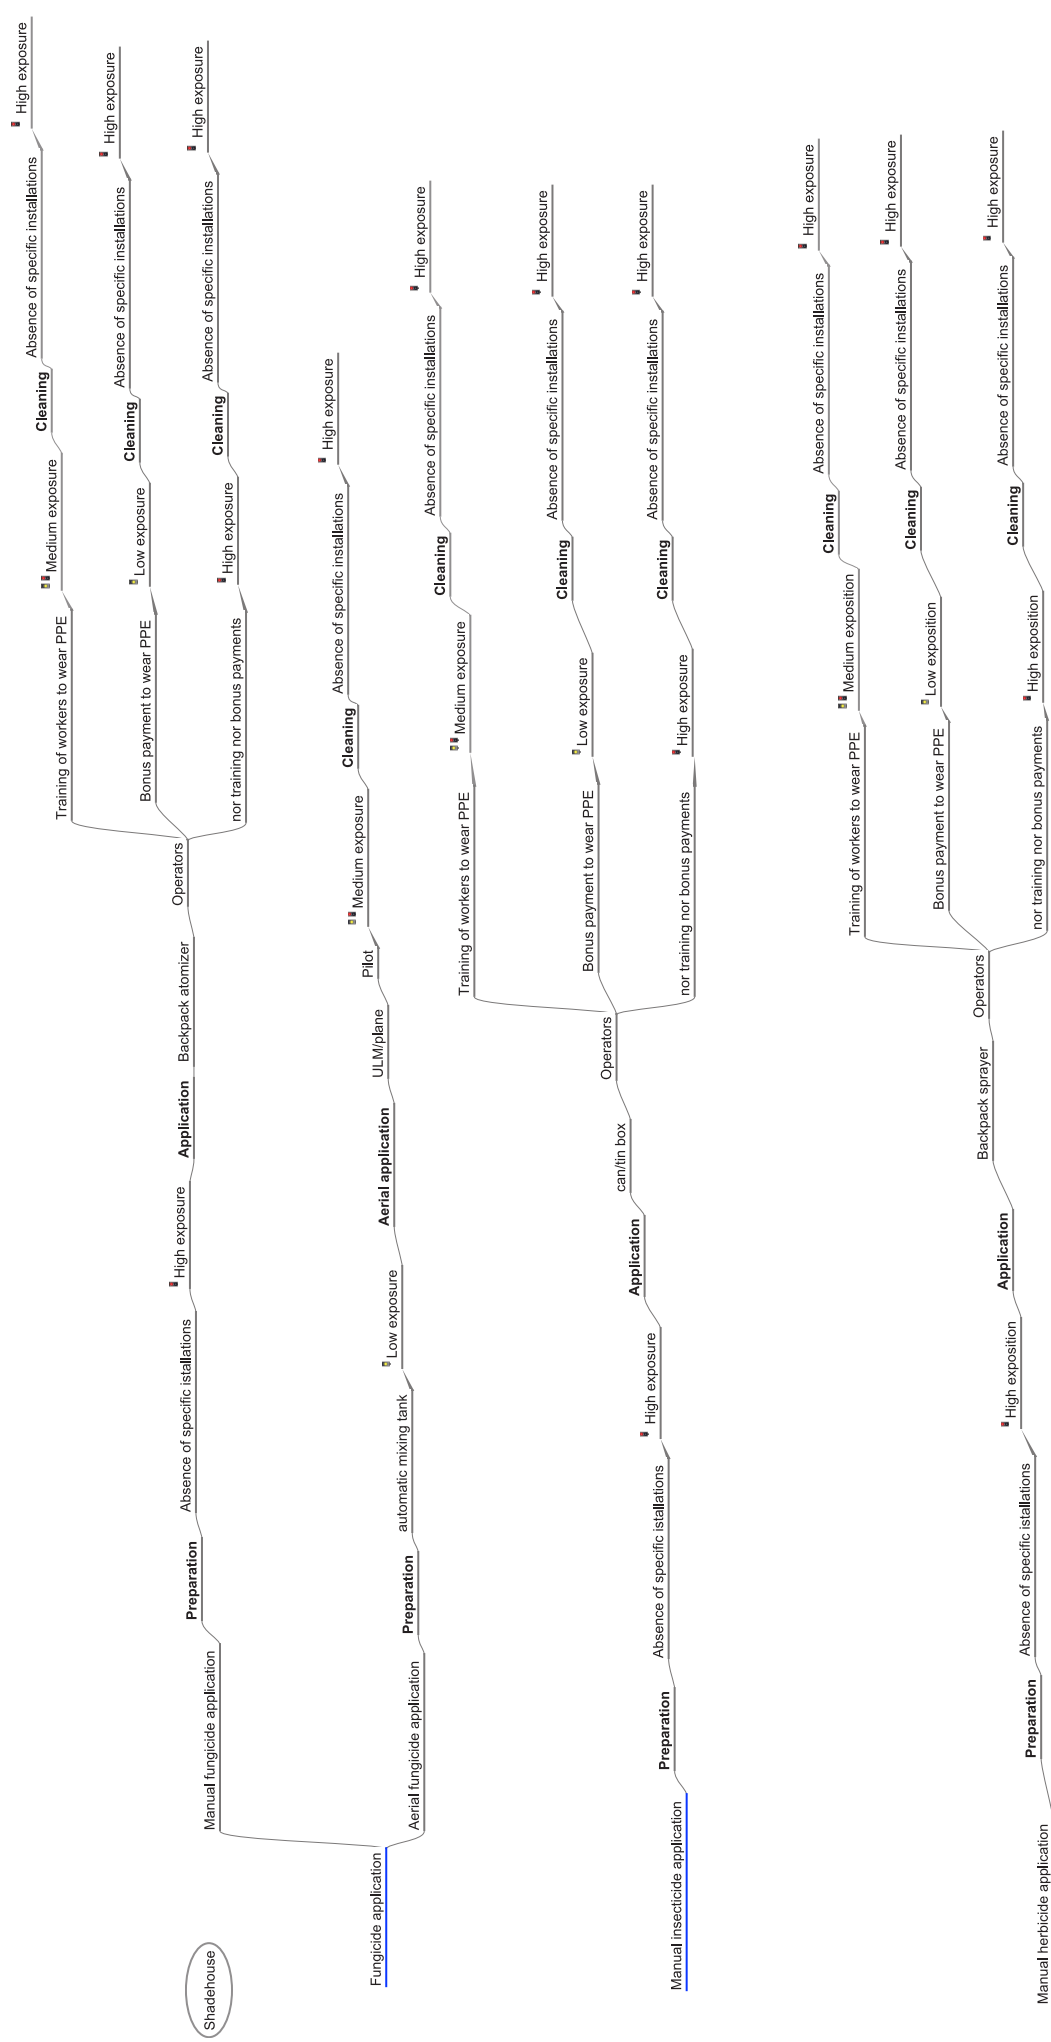 Shadehouse
Fungicide application
Manual fungicide application
Preparation
Absence of specific istallations
High exposure
Application
Backpack atomizer
Operators
Training of workers to wear PPE
Medium exposure
Cleaning
Absence of specific installations
High exposure
Bonus payment to wear PPE
Low exposure
Cleaning
Absence of specific installations
High exposure
nor training nor bonus payments
High exposure
Cleaning
Absence of specific installations
High exposure
Aerial fungicide application
Preparation
automatic mixing tank
Low exposure
Aerial application
ULM/plane
Pilot
Medium exposure
Cleaning
Absence of specific installations
High exposure
Manual insecticide application
Preparation
Absence of specific istallations
High exposure
Application
can/tin box
Operators
Training of workers to wear PPE
Medium exposure
Cleaning
Absence of specific installations
High exposure
Bonus payment to wear PPE
Low exposure
Cleaning
Absence of specific installations
High exposure
nor training nor bonus payments
High exposure
Cleaning
Absence of specific installations
High exposure
Manual herbicide application
Preparation
Absence of specific istallations
High exposition
Application
Backpack sprayer
Operators
Training of workers to wear PPE
Medium exposition
Cleaning
Absence of specific installations
High exposure
Bonus payment to wear PPE
Low exposition
Cleaning
Absence of specific installations
High exposure
nor training nor bonus payments
High exposition
Cleaning
Absence of specific installations
High exposure